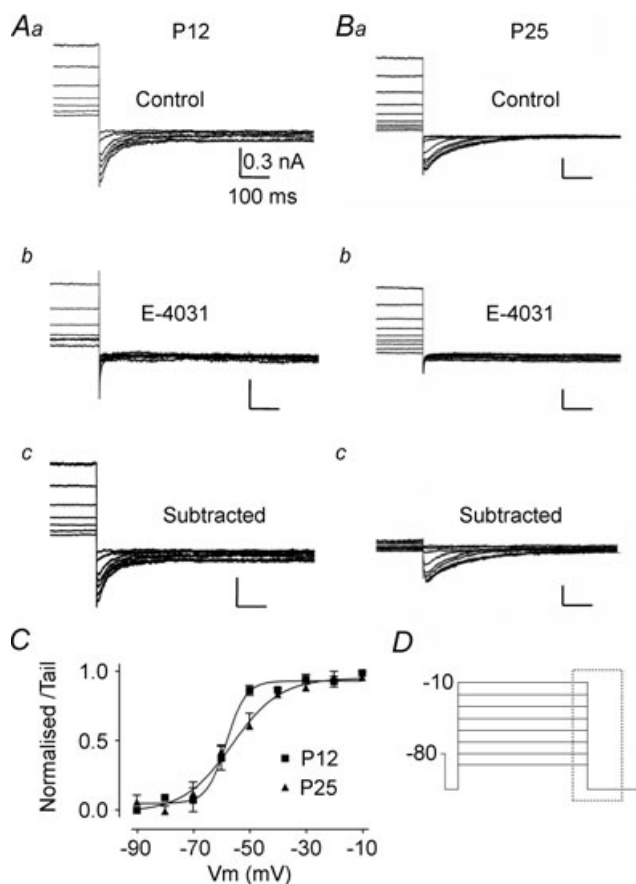 Aa P12
Control
0.3 nA
100 ms
b
E-4031
c
Subtracted
Ba P25
Control
b
E-4031
c
Subtracted
C
Normalised ITail
1.0
0.5
0.0
P12
P25
-90 -70 -50 -30 -10
Vm (mV)
D
-10
-80